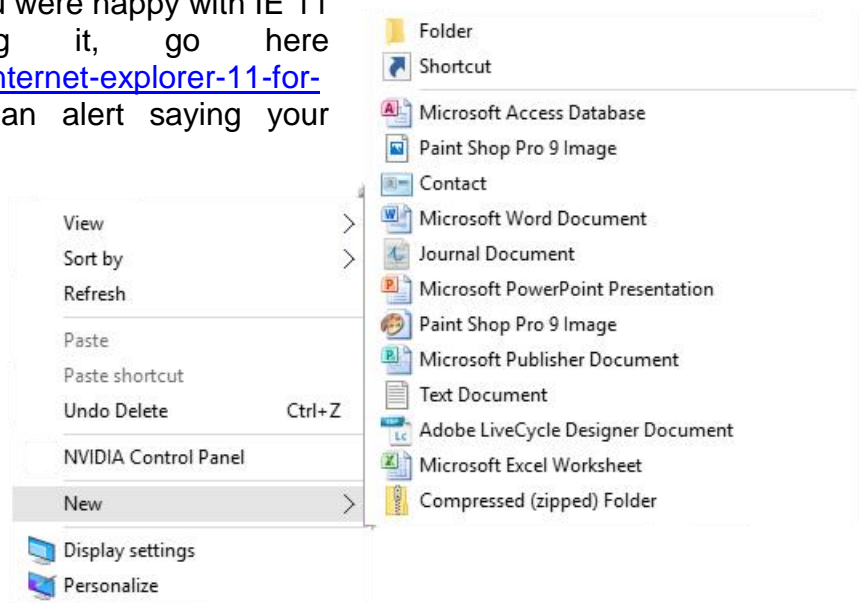 u were happy with IE 11
it, go here
nternet-explorer-11-for-
an alert saying your
View
Sort by
Refresh
Paste
Paste shortcut
Undo Delete Ctrl+Z
NVIDIA Control Panel
New
Display settings
Personalize
Folder
Shortcut
Microsoft Access Database
Paint Shop Pro 9 Image
Contact
Microsoft Word Document
Journal Document
Microsoft PowerPoint Presentation
Paint Shop Pro 9 Image
Microsoft Publisher Document
Text Document
Adobe LiveCycle Designer Document
Microsoft Excel Worksheet
Compressed (zipped) Folder